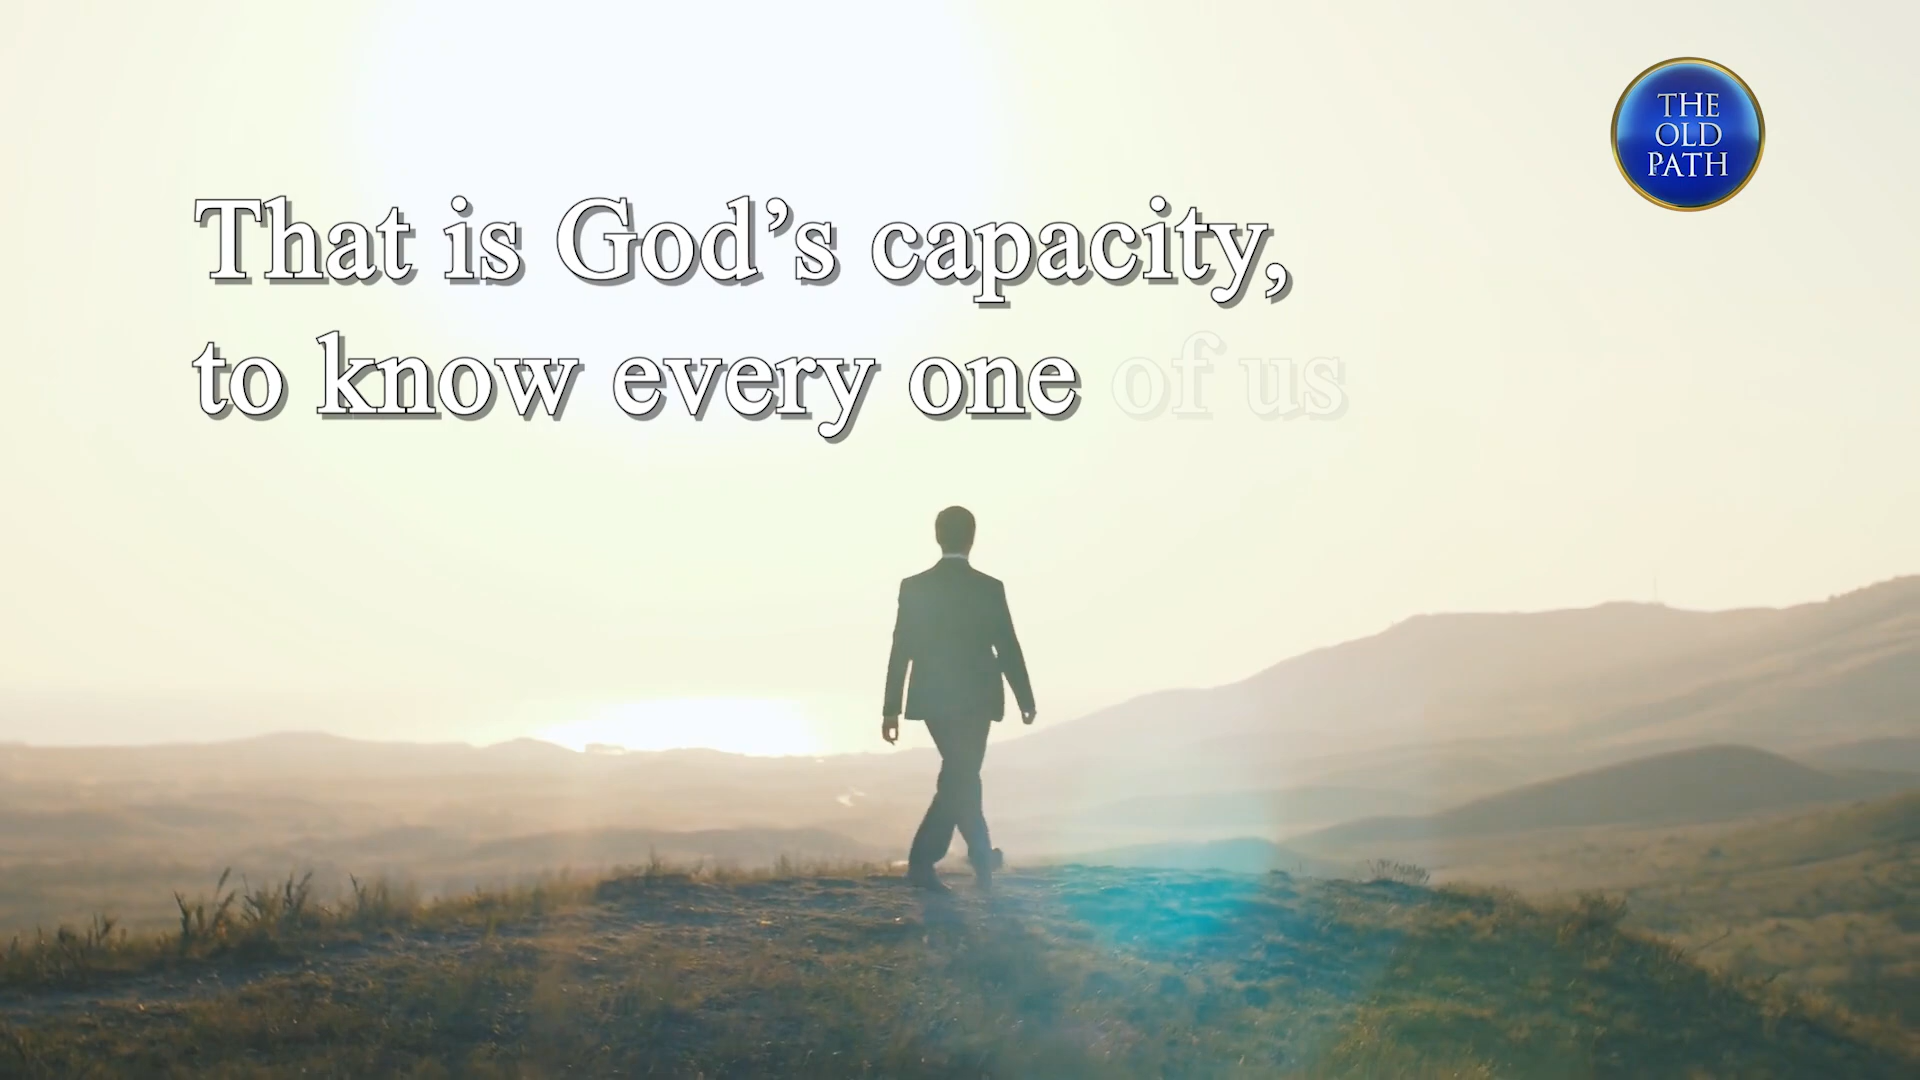 THE
OLD
PATH
That is God’s capacity,
to know every one of us